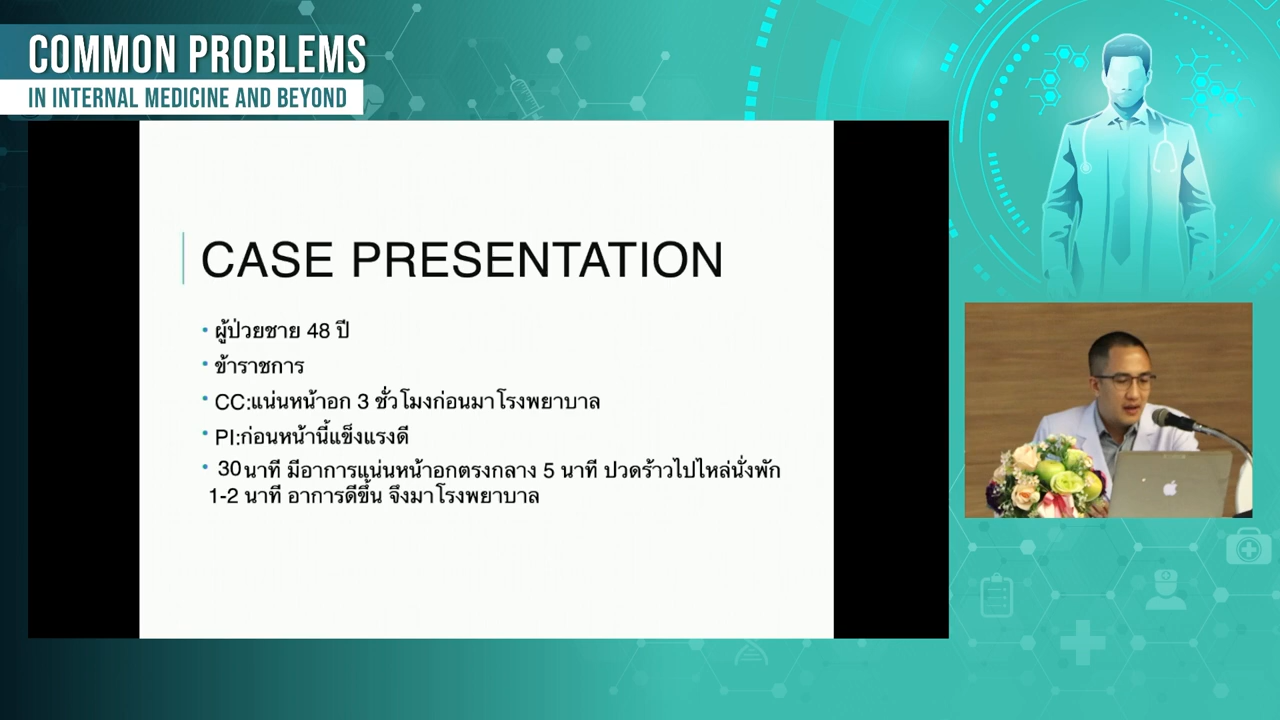 COMMON PROBLEMS
IN INTERNAL MEDICINE AND BEYOND
CASE PRESENTATION
• ผู้ป่วยชาย 48 ปี
• ข้าราชการ
• CC:แน่นหน้าอก 3 ชั่วโมงก่อนมาโรงพยาบาล
• PI:ก่อนหน้านี้แข็งแรงดี
• 30นาที มีอาการแน่นหน้าอกตรงกลาง 5 นาที ปวดร้าวไปไหล่นั่งพัก
1-2 นาที อาการดีขึ้น จึงมาโรงพยาบาล